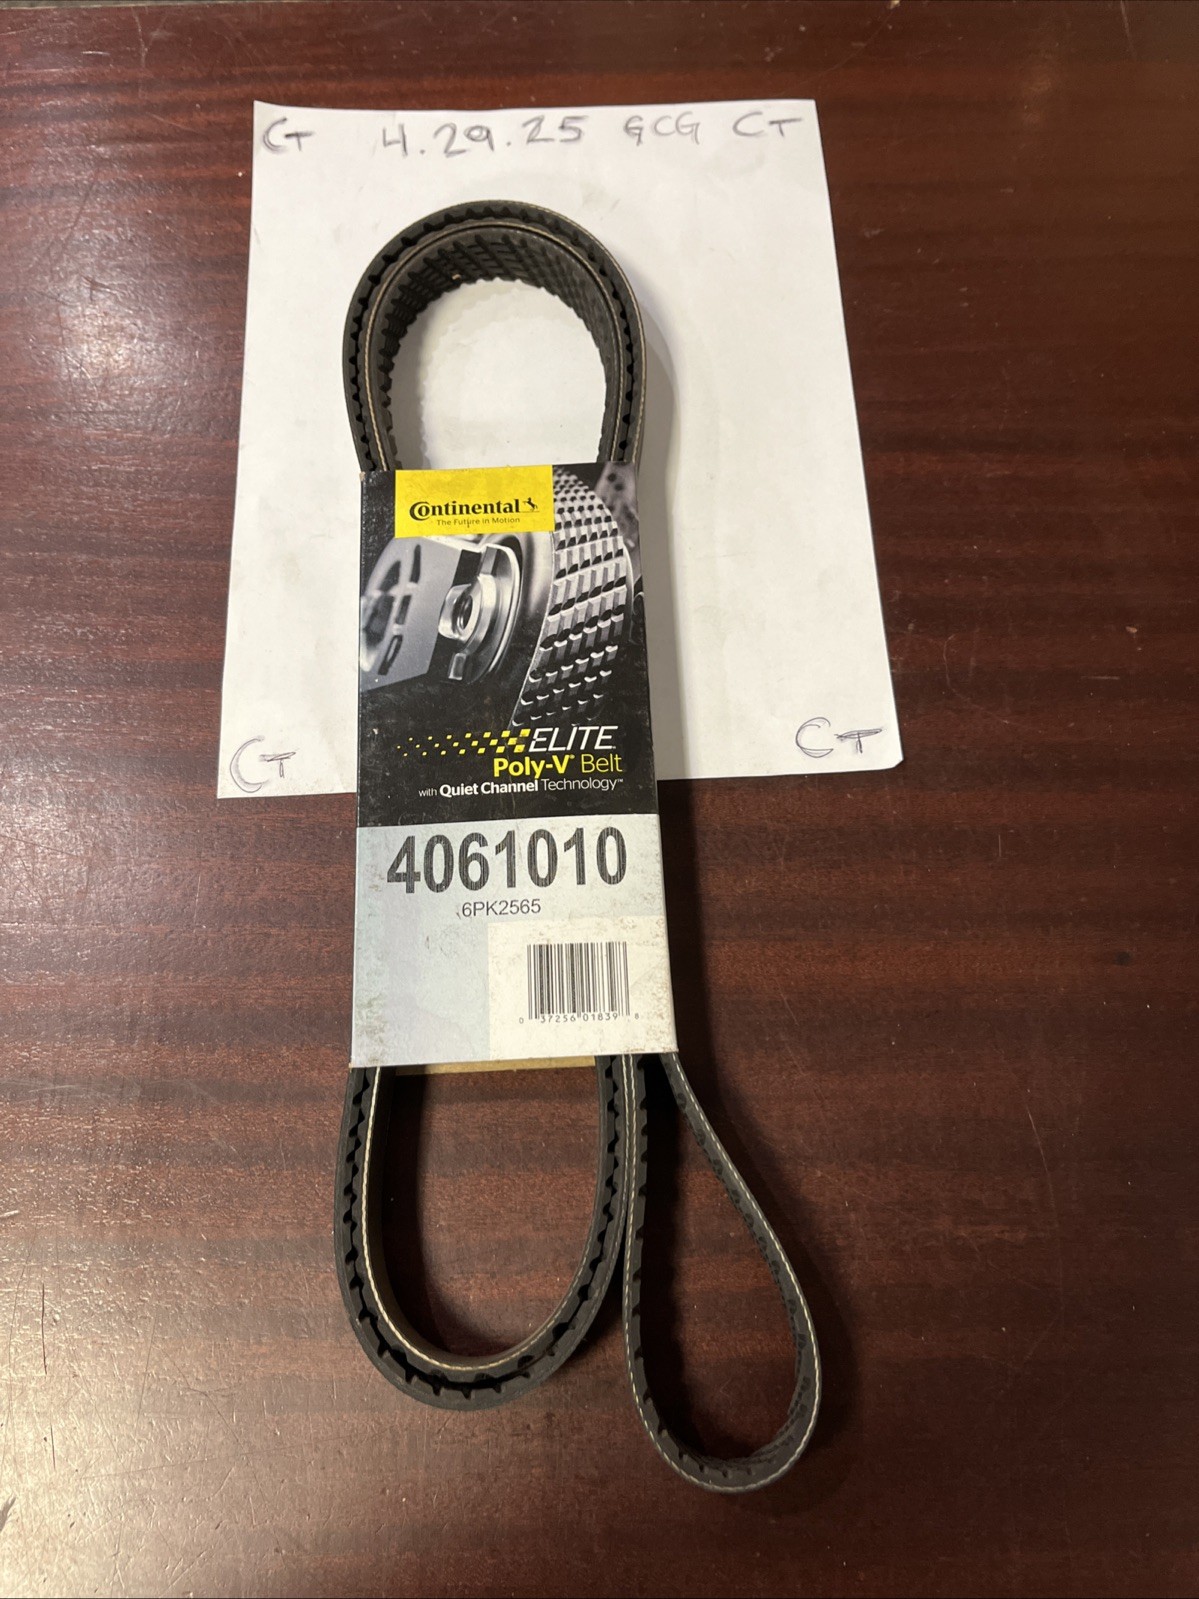 CT 4.29.25 GCG CT
Continental
The Future in Motion
ELITE
Poly-V® Belt
with Quiet Channel Technology™
CT CT
4061010
6PK2565
0 37256 01839 8